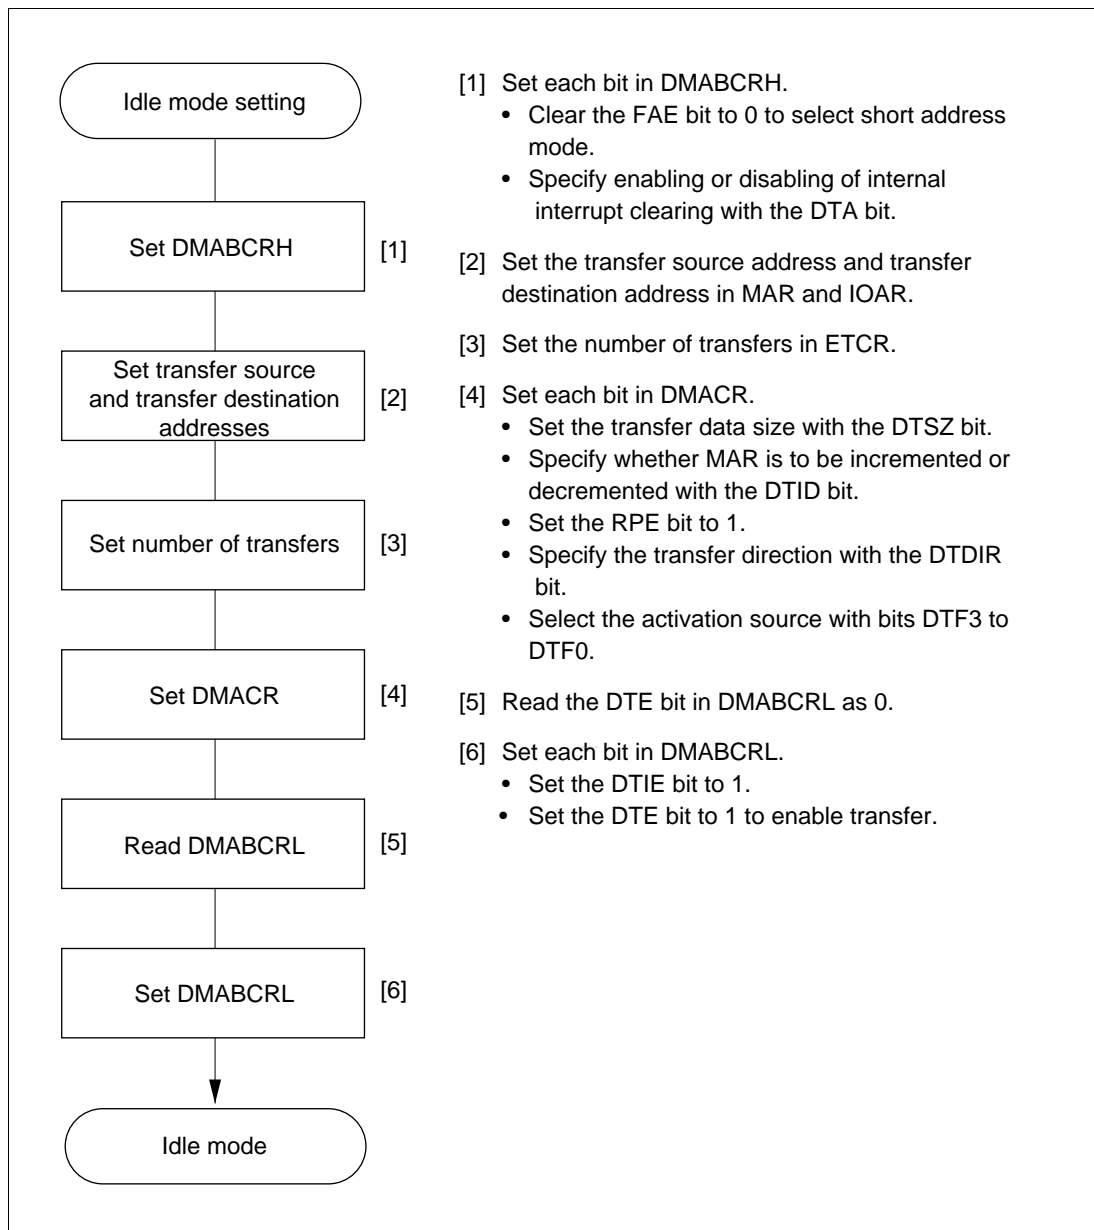 Idle mode setting
Set DMABCRH
[1]
Set transfer source
and transfer destination
addresses
[2]
Set number of transfers
[3]
Set DMACR
[4]
Read DMABCRL
[5]
Set DMABCRL
[6]
Idle mode
[1] Set each bit in DMABCRH.
• Clear the FAE bit to 0 to select short address
mode.
• Specify enabling or disabling of internal
interrupt clearing with the DTA bit.
[2] Set the transfer source address and transfer
destination address in MAR and IOAR.
[3] Set the number of transfers in ETCR.
[4] Set each bit in DMACR.
• Set the transfer data size with the DTSZ bit.
• Specify whether MAR is to be incremented or
decremented with the DTID bit.
• Set the RPE bit to 1.
• Specify the transfer direction with the DTDIR
bit.
• Select the activation source with bits DTF3 to
DTF0.
[5] Read the DTE bit in DMABCRL as 0.
[6] Set each bit in DMABCRL.
• Set the DTIE bit to 1.
• Set the DTE bit to 1 to enable transfer.